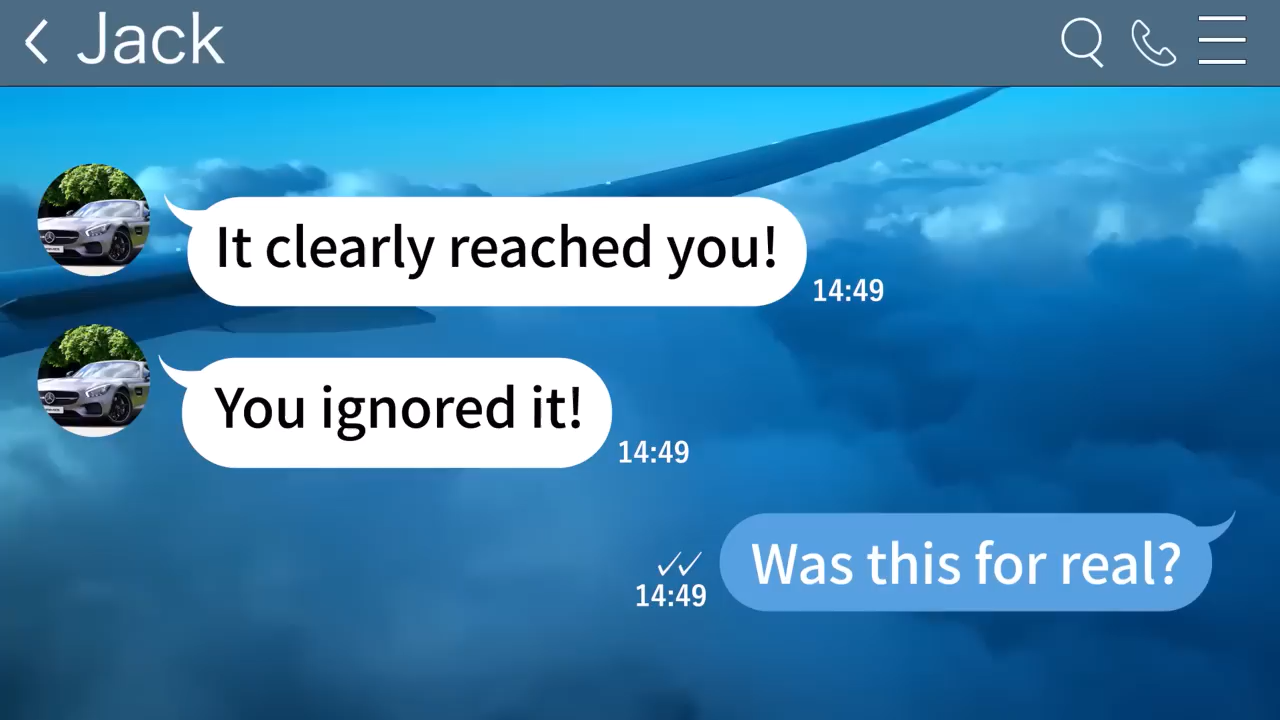 Jack
It clearly reached you!
14:49
You ignored it!
14:49
Was this for real?
14:49